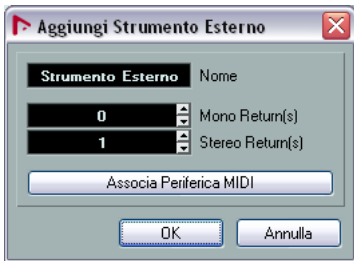 Aggiungi Strumento Esterno
Strumento Esterno Nome
0 Mono Return(s)
1 Stereo Return(s)
Associa Periferica MIDI
OK Annulla